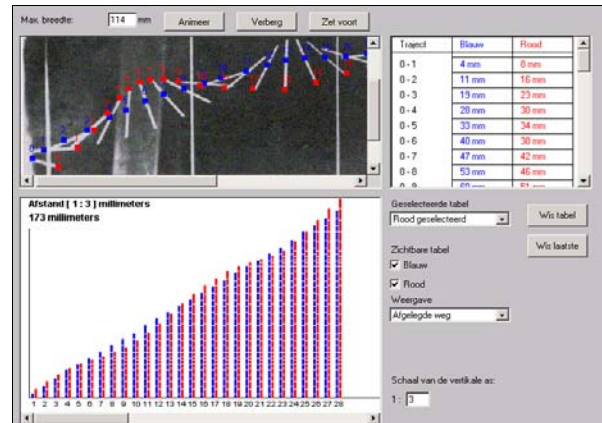 Max. breedte:
114
mm
Animeer
Verberg
Zet voort
Traject Blauw Rood
0 - 1 4 mm 8 mm
0 - 2 11 mm 16 mm
0 - 3 19 mm 23 mm
0 - 4 28 mm 30 mm
0 - 5 33 mm 34 mm
0 - 6 40 mm 38 mm
0 - 7 47 mm 42 mm
0 - 8 53 mm 46 mm
Afstand [ 1 : 3 ] millimeters
173 millimeters
1 2 3 4 5 6 7 8 9 10 11 12 13 14 15 16 17 18 19 20 21 22 23 24 25 26 27 28
Geselecteerde tabel
Rood geselecteerd
Wis tabel
Wis laatste
Zichtbare tabel
Blauw
Rood
Weergave
Afgelegde weg
Schaal van de vertikale as:
1 : 3